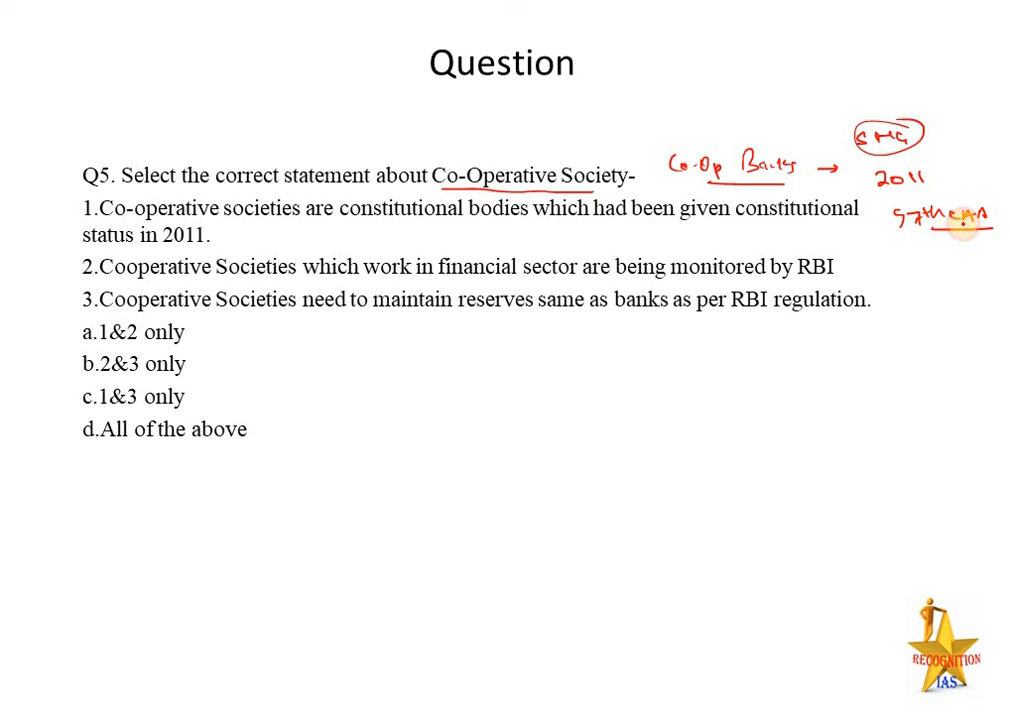 Question
SHG
Co-Op Banks →
2011
97th CAA
Q5. Select the correct statement about Co-Operative Society-
1.Co-operative societies are constitutional bodies which had been given constitutional
status in 2011.
2.Cooperative Societies which work in financial sector are being monitored by RBI
3.Cooperative Societies need to maintain reserves same as banks as per RBI regulation.
a.1&2 only
b.2&3 only
c.1&3 only
d.All of the above
RECOGNITION
IAS